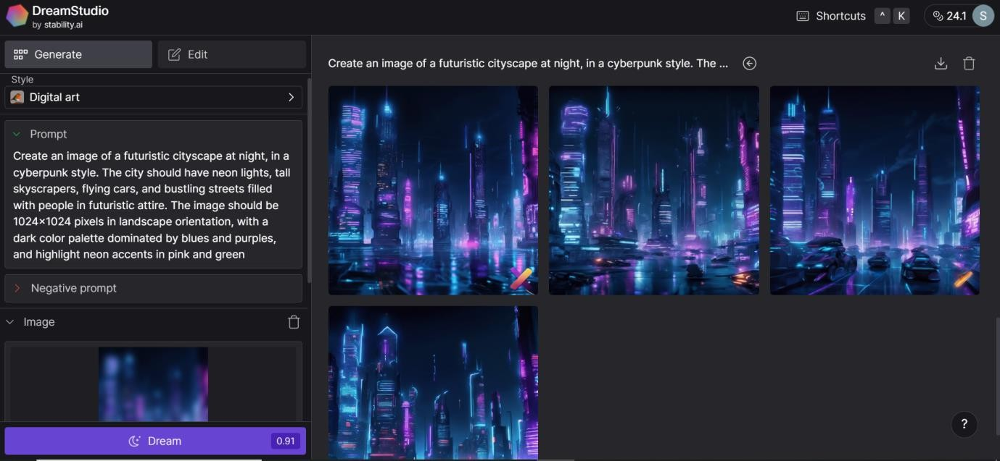 DreamStudio
by stability.ai
Shortcuts ^ K
24.1 S
Generate
Edit
Style
Digital art
Prompt
Create an image of a futuristic cityscape at night, in a
cyberpunk style. The city should have neon lights, tall
skyscrapers, flying cars, and bustling streets filled
with people in futuristic attire. The image should be
1024×1024 pixels in landscape orientation, with a
dark color palette dominated by blues and purples,
and highlight neon accents in pink and green
Negative prompt
Image
Dream 0.91
Create an image of a futuristic cityscape at night, in a cyberpunk style. The ...
?